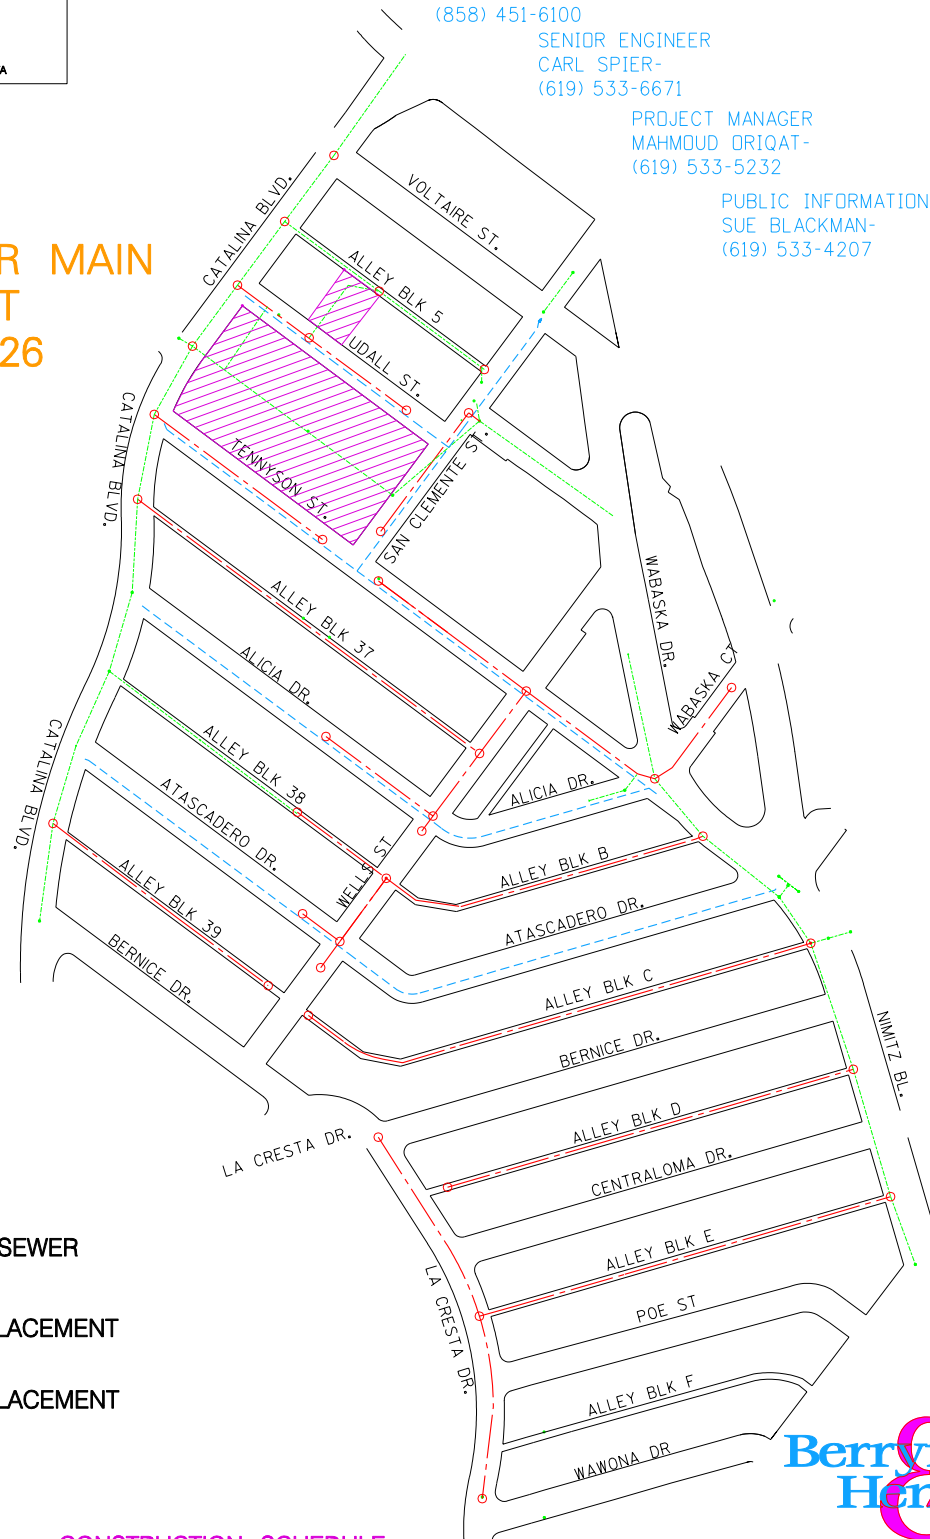 (858) 451-6100
SENIOR ENGINEER
CARL SPIER-
(619) 533-6671
PROJECT MANAGER
MAHMOUD ORIQAT-
(619) 533-5232
PUBLIC INFORMATION
SUE BLACKMAN-
(619) 533-4207
R MAIN
T
26
VOLTAIRE ST.
CATALINA BLVD.
ALLEY BLK 5
UDALL ST.
CATALINA BLVD.
TENNYSON ST.
SAN CLEMENTE ST.
WABASKA DR.
ALLEY BLK 37
WABASKA CT
ALICIA DR.
CATALINA BLVD.
ALLEY BLK 38
ALICIA DR.
ATASCADERO DR.
WELLS ST
ALLEY BLK B
ALLEY BLK 39
ATASCADERO DR.
BERNICE DR.
ALLEY BLK C
NIMITZ BL.
BERNICE DR.
ALLEY BLK D
LA CRESTA DR.
CENTRALOMA DR.
SEWER
ALLEY BLK E
LA CRESTA DR.
POE ST
LACEMENT
ALLEY BLK F
LACEMENT
WAWONA DR
Berry
Hen
CONSTRUCTION SCHEDULE